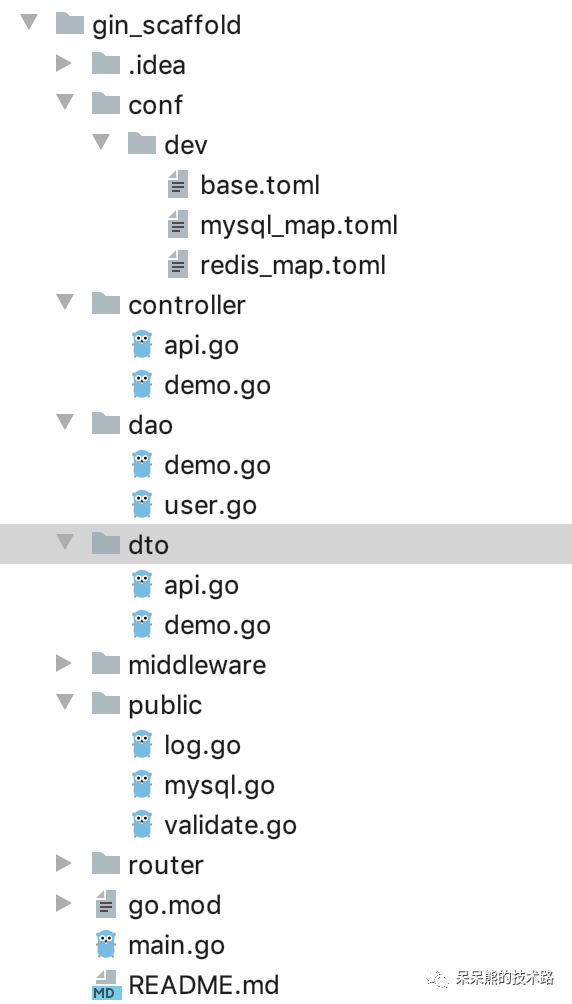 gin_scaffold
.idea
conf
dev
base.toml
mysql_map.toml
redis_map.toml
controller
api.go
demo.go
dao
demo.go
user.go
dto
api.go
demo.go
middleware
public
log.go
mysql.go
validate.go
router
go.mod
main.go
MD README.md
呆呆熊的技术路